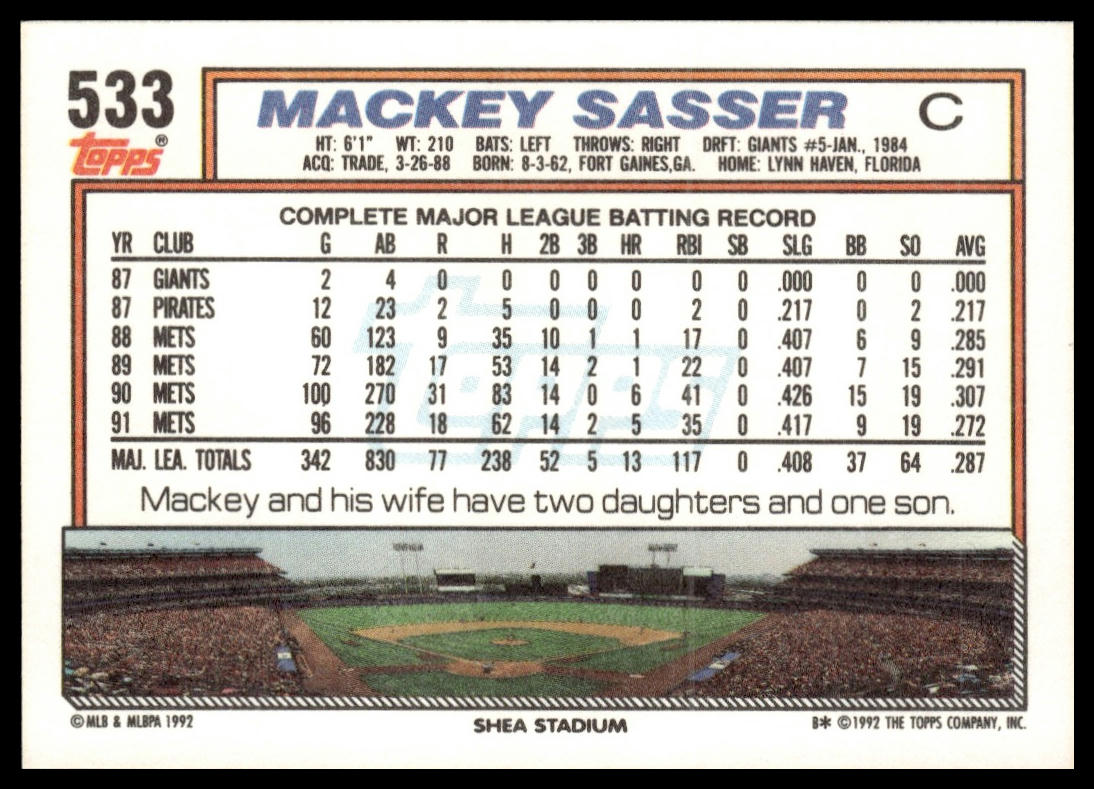 533
MACKEY SASSER C
topps®
HT: 6'1" WT: 210 BATS: LEFT THROWS: RIGHT DRFT: GIANTS #5-JAN., 1984
ACQ: TRADE, 3-26-88 BORN: 8-3-62, FORT GAINES,GA. HOME: LYNN HAVEN, FLORIDA
COMPLETE MAJOR LEAGUE BATTING RECORD
YR CLUB G AB R H 2B 3B HR RBI SB SLG BB SO AVG
87 GIANTS 2 4 0 0 0 0 0 0 0 .000 0 0 .000
87 PIRATES 12 23 2 5 0 0 0 2 0 .217 0 2 .217
88 METS 60 123 9 35 10 1 1 17 0 .407 6 9 .285
89 METS 72 182 17 53 14 2 1 22 0 .407 7 15 .291
90 METS 100 270 31 83 14 0 6 41 0 .426 15 19 .307
91 METS 96 228 18 62 14 2 5 35 0 .417 9 19 .272
MAJ. LEA. TOTALS 342 830 77 238 52 5 13 117 0 .408 37 64 .287
topps
Mackey and his wife have two daughters and one son.
©MLB & MLBPA 1992
SHEA STADIUM
B* ©1992 THE TOPPS COMPANY, INC.